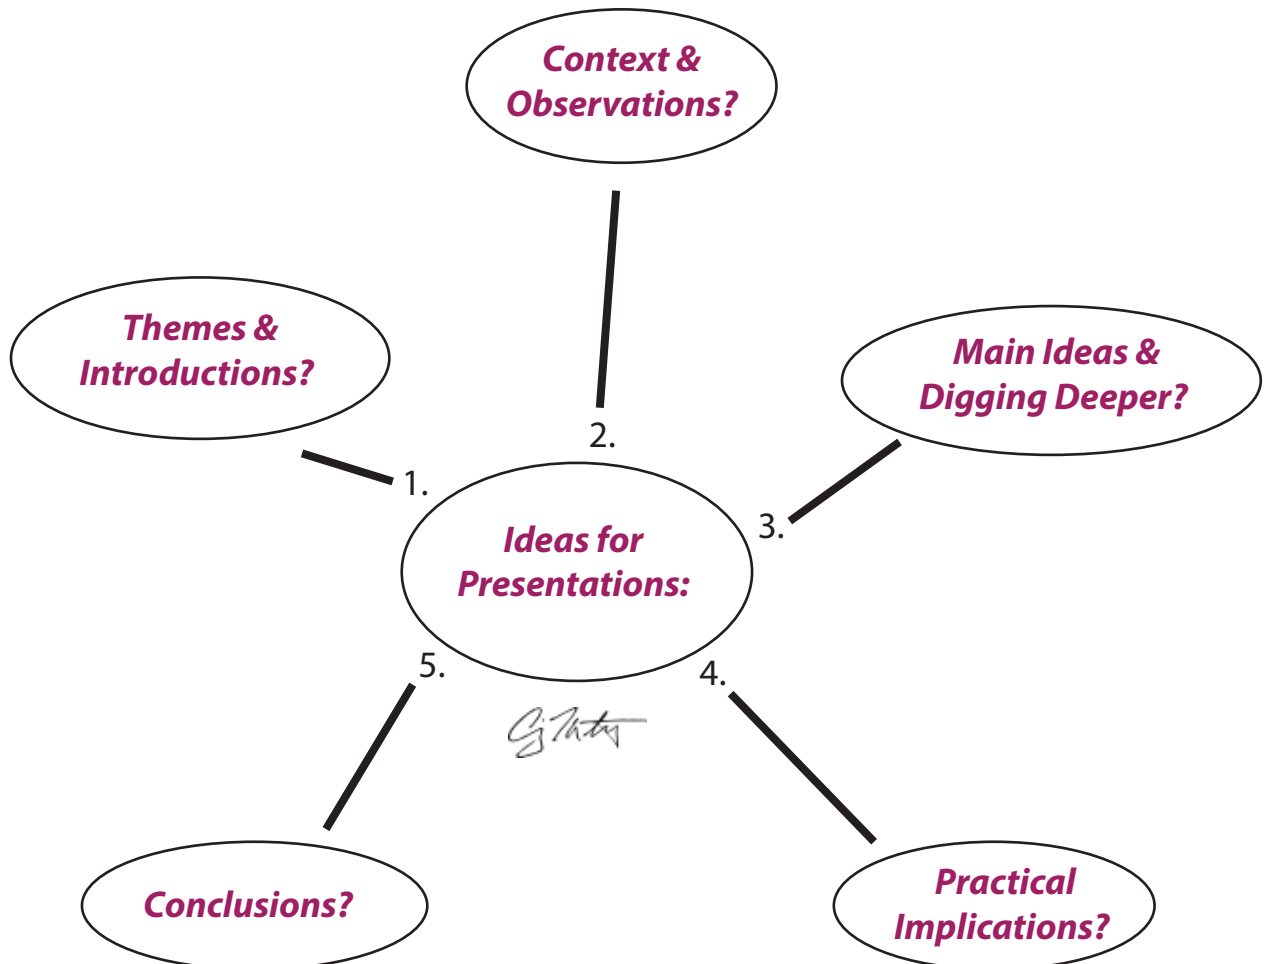 Context &
Observations?
Themes &
Introductions?
Main Ideas &
Digging Deeper?
2.
1.
3.
Ideas for
Presentations:
5.
4.
Conclusions?
Practical
Implications?